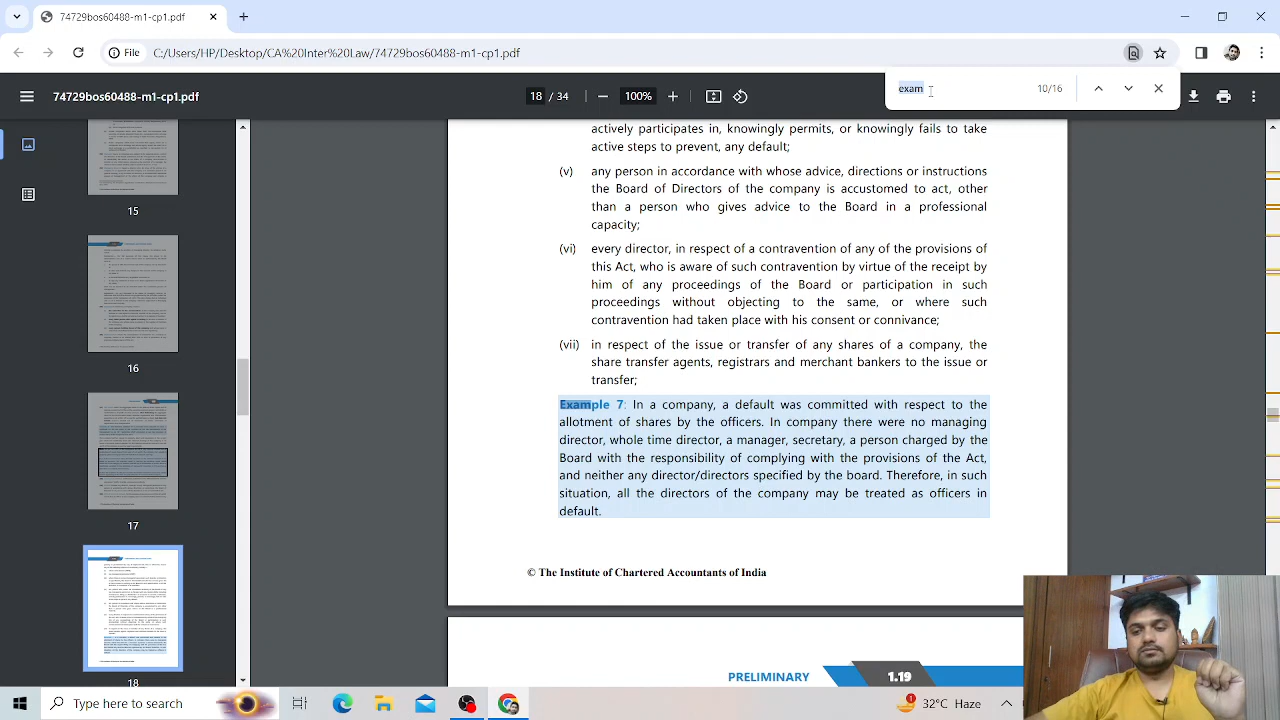 74729bos60488-m1-cp1.pdf
File C:/Users/HP/Desktop/CA%20Inter%20Law/74729bos60488-m1-cp1.pdf
exam 10/16
74729bos60488-m1-cp1.pdf 18 / 34 100%
actively participates in, knowingly permits, or knowingly fails to take
active steps to prevent, any default;
(v) any person in accordance with whose advice, directions or instructions
the Board of Directors of the company is accustomed to act, other
than a person who gives advice to the Board in a professional
capacity;
(vi) every director, in respect of a contravention of any of the provisions of
this Act, who is aware of such contravention by virtue of the receipt by
him of any proceedings of the Board or participation in such
proceedings without objecting to the same, or where such
contravention had taken place with his consent or connivance;
(vii) in respect of the issue or transfer of any shares of a company, the
share transfer agents, registrars and merchant bankers to the issue or
transfer;
Example 7: In a company, a default was committed with respect to the
allotment of shares by the officers. In company there were no managing
director, whole time director, a manager, secretary, a person charged by the
Board with the responsibility of complying with the provisions of the Act
and neither any director/directors specified by the Board. Therefore, in such
situation, all the directors of the company may be treated as officers in
default.
© The Institute of Chartered Accountants of India
PRELIMINARY 1.19
15
16
17
18
Type here to search
1
32°C Haze